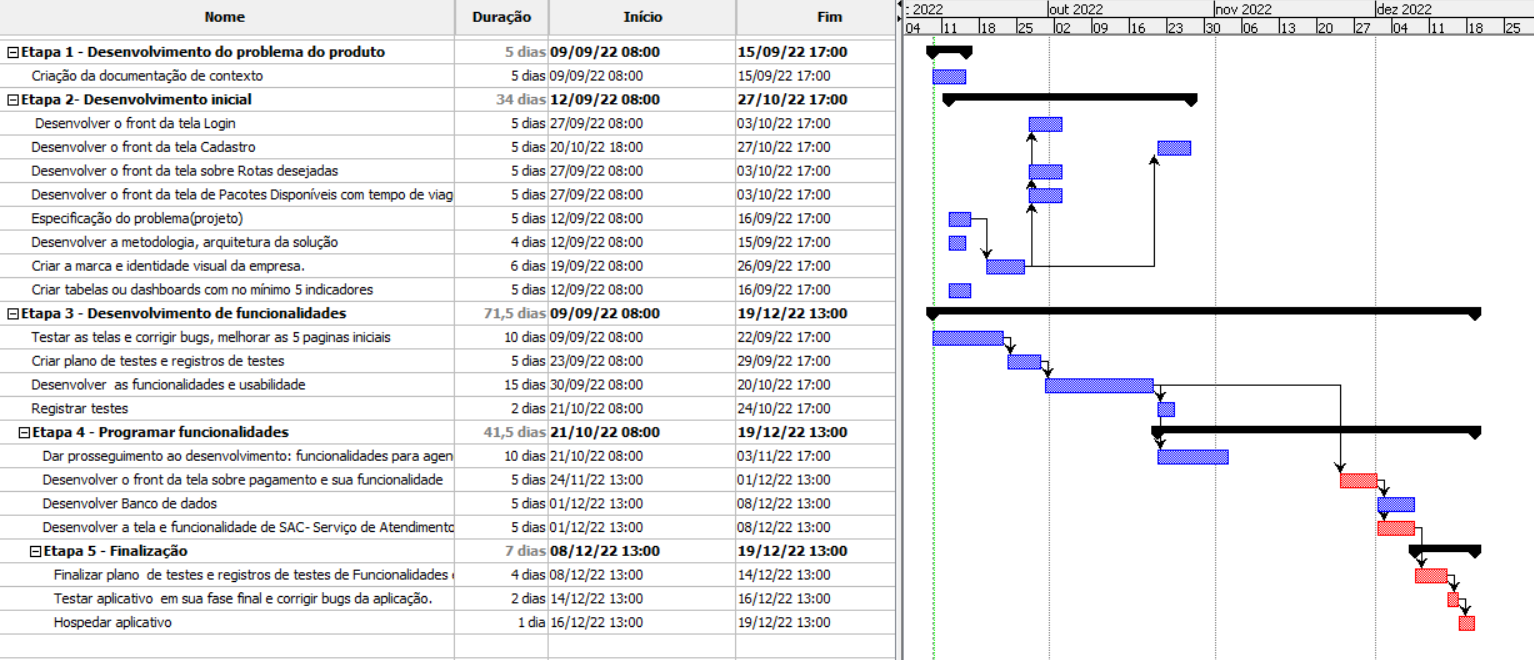 Nome Duração Início Fim
: 2022 out 2022 nov 2022 dez 2022
04 11 18 25 02 09 16 23 30 06 13 20 27 04 11 18 25
Etapa 1 - Desenvolvimento do problema do produto 5 dias 09/09/22 08:00 15/09/22 17:00
Criação da documentação de contexto 5 dias 09/09/22 08:00 15/09/22 17:00
Etapa 2- Desenvolvimento inicial 34 dias 12/09/22 08:00 27/10/22 17:00
Desenvolver o front da tela Login 5 dias 27/09/22 08:00 03/10/22 17:00
Desenvolver o front da tela Cadastro 5 dias 20/10/22 18:00 27/10/22 17:00
Desenvolver o front da tela sobre Rotas desejadas 5 dias 27/09/22 08:00 03/10/22 17:00
Desenvolver o front da tela de Pacotes Disponíveis com tempo de viag 5 dias 27/09/22 08:00 03/10/22 17:00
Especificação do problema(projeto) 5 dias 12/09/22 08:00 16/09/22 17:00
Desenvolver a metodologia, arquitetura da solução 4 dias 12/09/22 08:00 15/09/22 17:00
Criar a marca e identidade visual da empresa. 6 dias 19/09/22 08:00 26/09/22 17:00
Criar tabelas ou dashboards com no mínimo 5 indicadores 5 dias 12/09/22 08:00 16/09/22 17:00
Etapa 3 - Desenvolvimento de funcionalidades 71,5 dias 09/09/22 08:00 19/12/22 13:00
Testar as telas e corrigir bugs, melhorar as 5 paginas iniciais 10 dias 09/09/22 08:00 22/09/22 17:00
Criar plano de testes e registros de testes 5 dias 23/09/22 08:00 29/09/22 17:00
Desenvolver as funcionalidades e usabilidade 15 dias 30/09/22 08:00 20/10/22 17:00
Registrar testes 2 dias 21/10/22 08:00 24/10/22 17:00
Etapa 4 - Programar funcionalidades 41,5 dias 21/10/22 08:00 19/12/22 13:00
Dar prosseguimento ao desenvolvimento: funcionalidades para agen 10 dias 21/10/22 08:00 03/11/22 17:00
Desenvolver o front da tela sobre pagamento e sua funcionalidade 5 dias 24/11/22 13:00 01/12/22 13:00
Desenvolver Banco de dados 5 dias 01/12/22 13:00 08/12/22 13:00
Desenvolver a tela e funcionalidade de SAC- Serviço de Atendimento 5 dias 01/12/22 13:00 08/12/22 13:00
Etapa 5 - Finalização 7 dias 08/12/22 13:00 19/12/22 13:00
Finalizar plano de testes e registros de testes de Funcionalidades 4 dias 08/12/22 13:00 14/12/22 13:00
Testar aplicativo em sua fase final e corrigir bugs da aplicação. 2 dias 14/12/22 13:00 16/12/22 13:00
Hospedar aplicativo 1 dia 16/12/22 13:00 19/12/22 13:00